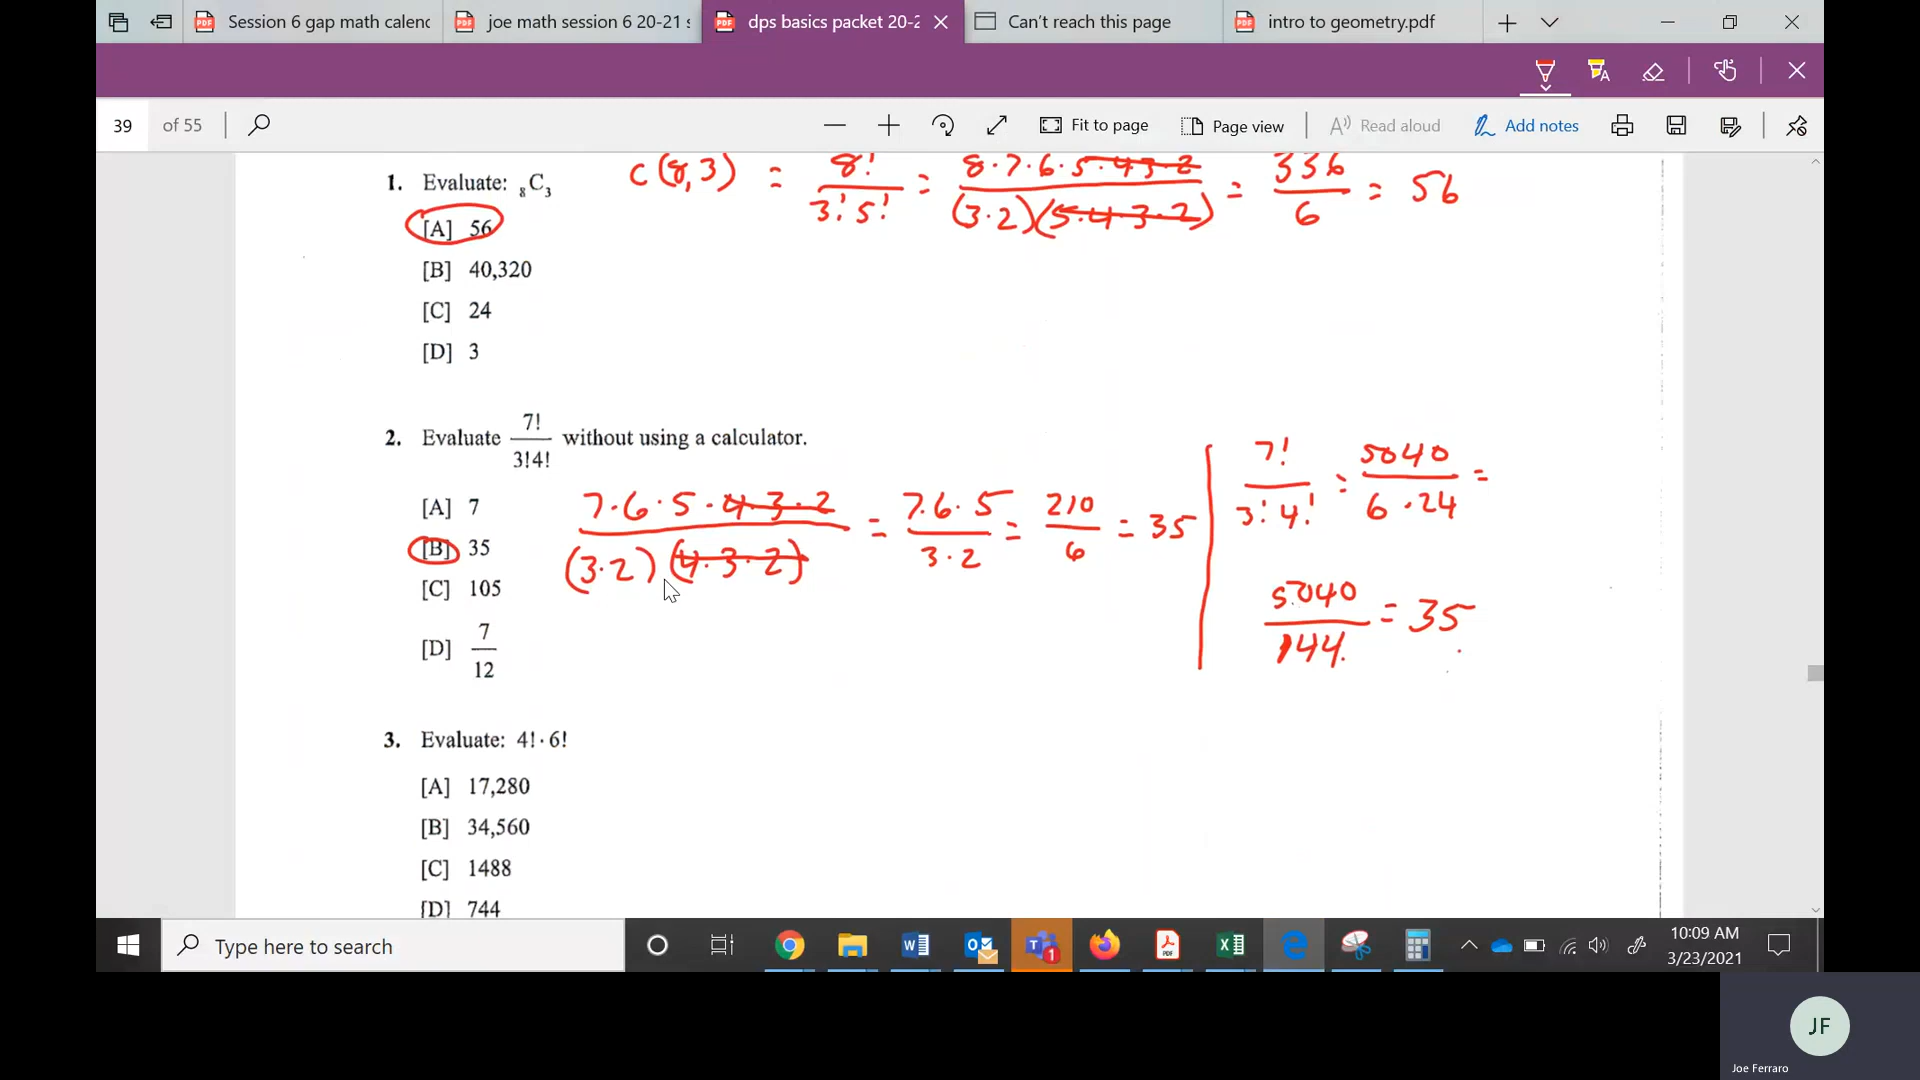 Session 6 gap math calenc
joe math session 6 20-21 s
dps basics packet 20-2
Can't reach this page
intro to geometry.pdf
39 of 55
Fit to page
Page view
Read aloud
Add notes
1. Evaluate: ₈C₃
C(8,3) = 8!/3!5! = 8·7·6·5·4·3·2/(3·2)(5·4·3·2) = 336/6 = 56
[A] 56
[B] 40,320
[C] 24
[D] 3
2. Evaluate 7!/3!4! without using a calculator.
[A] 7
[B] 35
[C] 105
[D] 7/12
7·6·5·4·3·2/(3·2)(4·3·2) = 7·6·5/3·2 = 210/6 = 35
7!/3!4! = 5040/6·24 =
5040/144 = 35
3. Evaluate: 4!·6!
[A] 17,280
[B] 34,560
[C] 1488
[D] 744
Type here to search
1
10:09 AM
3/23/2021
JF
Joe Ferraro